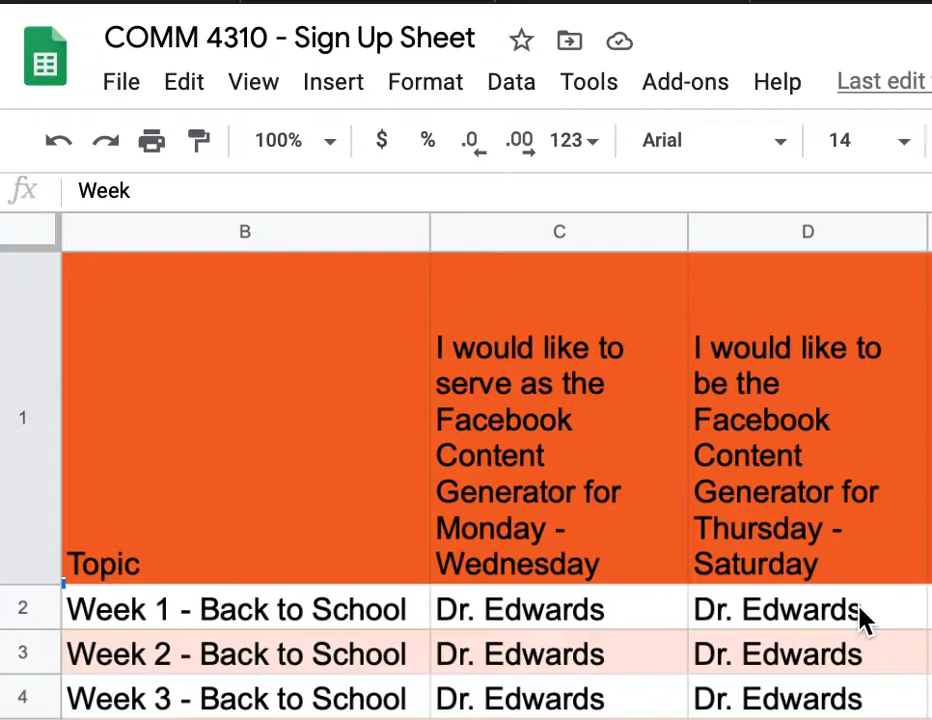 COMM 4310 - Sign Up Sheet
File Edit View Insert Format Data Tools Add-ons Help Last edit
100% $ % .0 .00 123 Arial 14
fx Week
B C D
1
Topic
I would like to
serve as the
Facebook
Content
Generator for
Monday -
Wednesday
I would like to
be the
Facebook
Content
Generator for
Thursday -
Saturday
2 Week 1 - Back to School Dr. Edwards Dr. Edwards
3 Week 2 - Back to School Dr. Edwards Dr. Edwards
4 Week 3 - Back to School Dr. Edwards Dr. Edwards